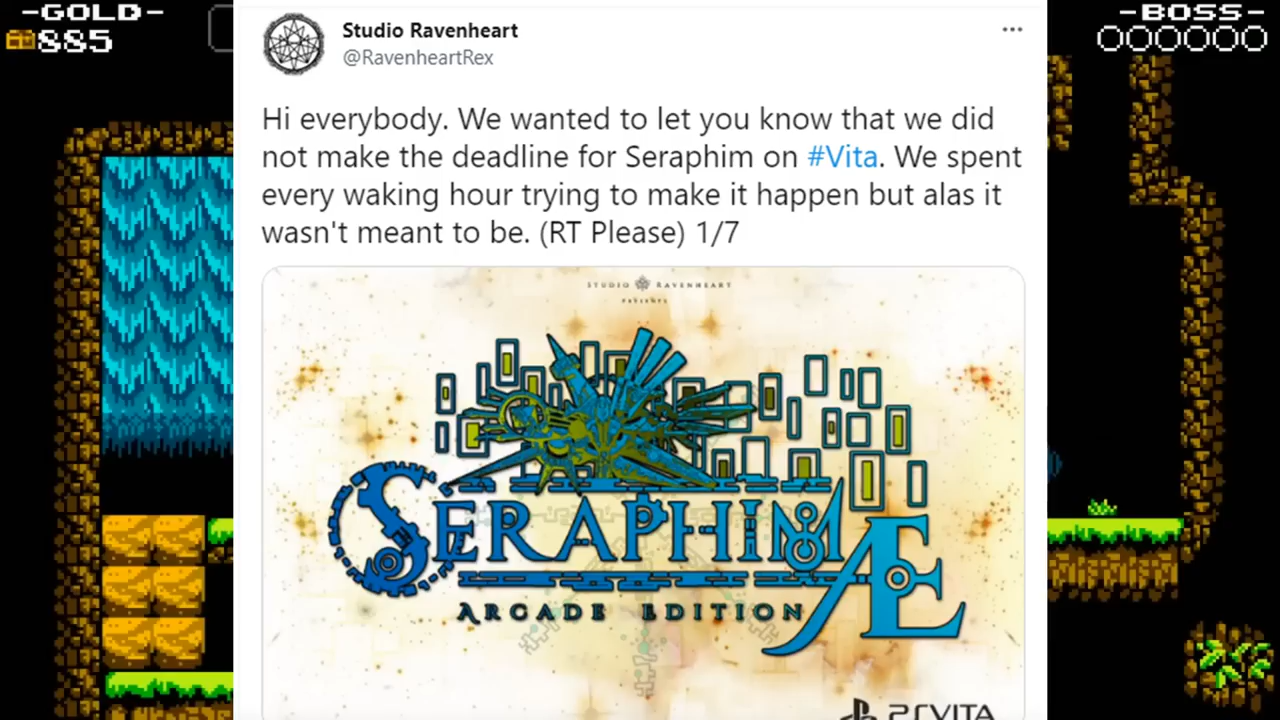 -GOLD-
885
-BOSS-
Studio Ravenheart
@RavenheartRex
Hi everybody. We wanted to let you know that we did
not make the deadline for Seraphim on #Vita. We spent
every waking hour trying to make it happen but alas it
wasn't meant to be. (RT Please) 1/7
STUDIO RAVENHEART
PRESENTS
SERAPHIM
ÆE
ARCADE EDITION
PSVITA